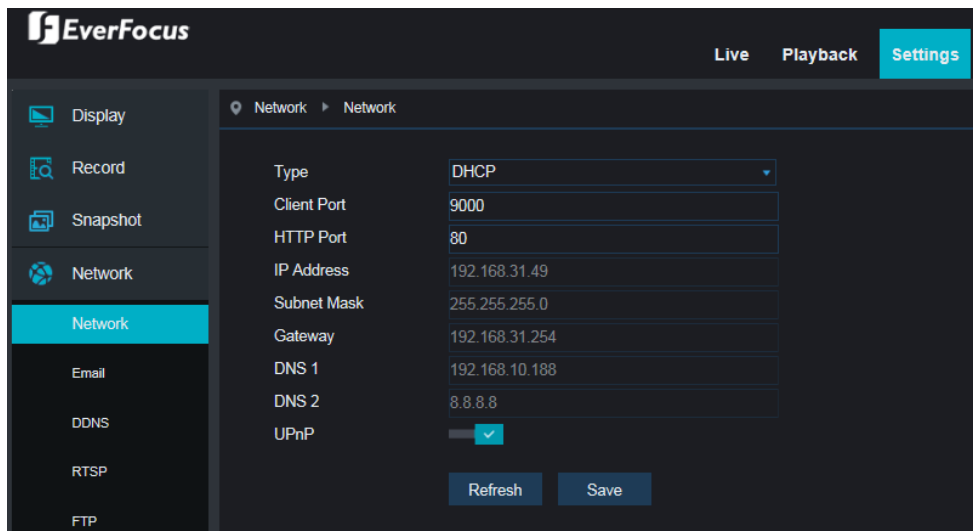 EverFocus
Live Playback Settings
Display
Record
Snapshot
Network
Network
Email
DDNS
RTSP
FTP
Network Network
Type DHCP
Client Port 9000
HTTP Port 80
IP Address 192.168.31.49
Subnet Mask 255.255.255.0
Gateway 192.168.31.254
DNS 1 192.168.10.188
DNS 2 8.8.8.8
UPnP
Refresh Save